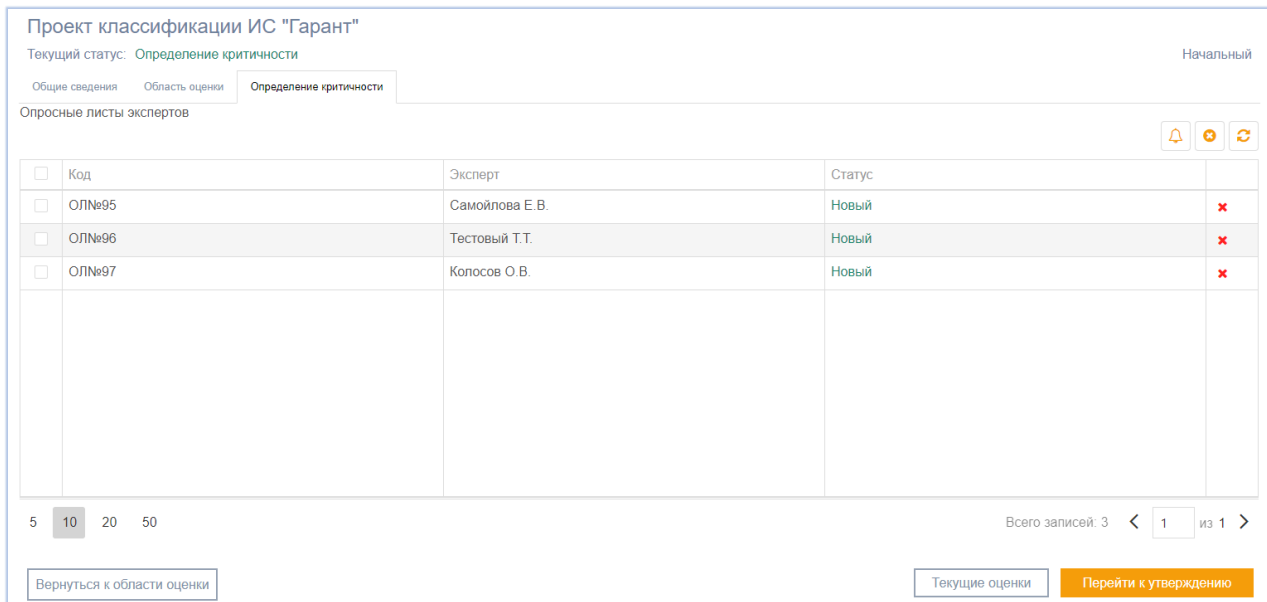 Проект классификации ИС "Гарант"
Текущий статус: Определение критичности Начальный
Общие сведения Область оценки Определение критичности
Опросные листы экспертов
Код Эксперт Статус
ОЛ№95 Самойлова Е.В. Новый
ОЛ№96 Тестовый Т.Т. Новый
ОЛ№97 Колосов О.В. Новый
5 10 20 50 Всего записей: 3 1 из 1
Вернуться к области оценки Текущие оценки Перейти к утверждению